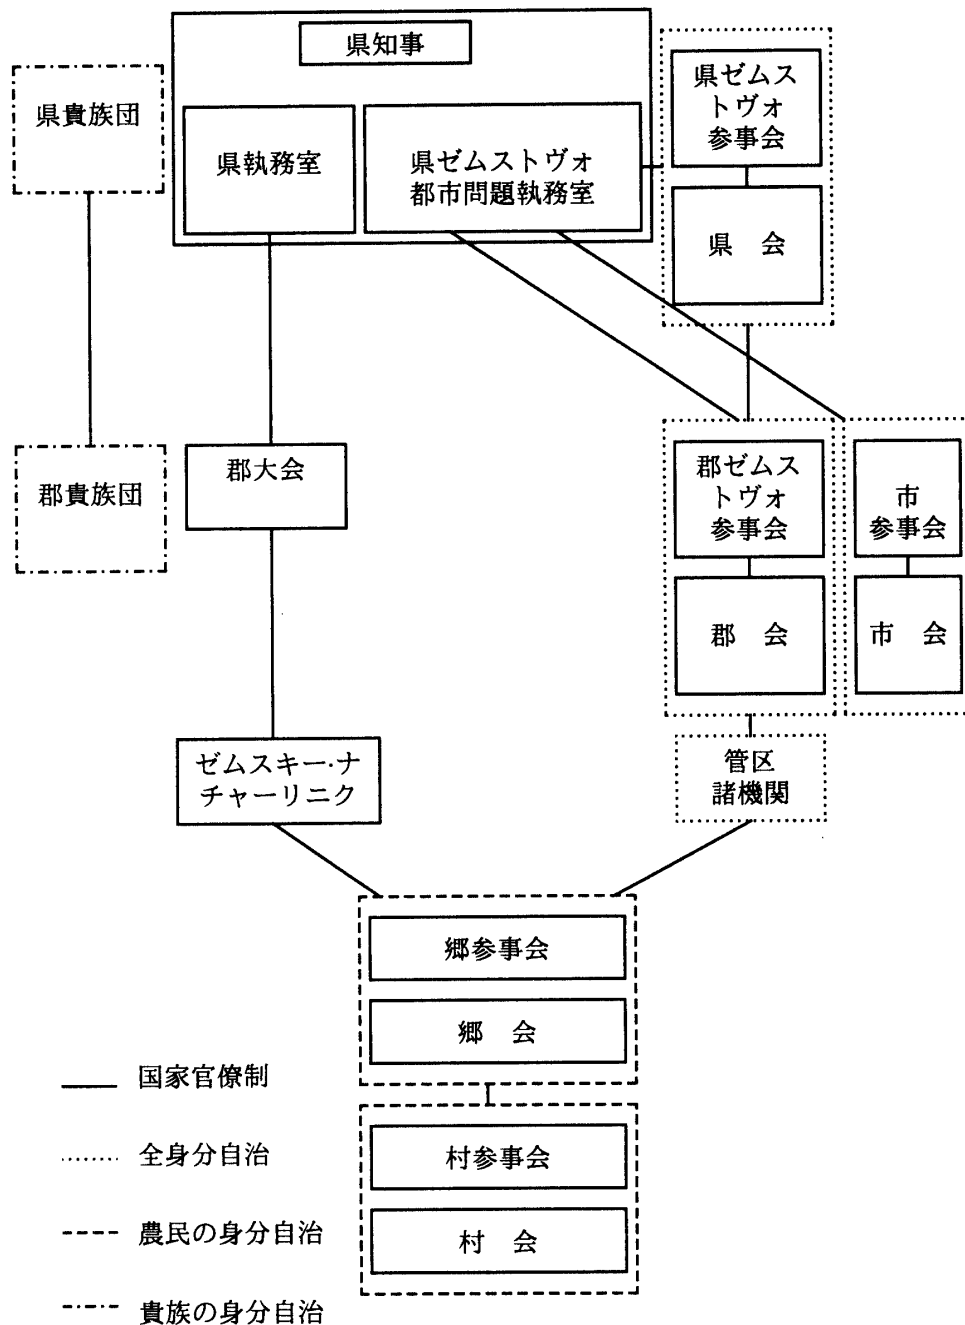 県知事
県貴族団
県執務室
県ゼムストヴォ
都市問題執務室
県ゼムス
トヴォ
参事会
県　会
郡貴族団
郡大会
郡ゼムス
トヴォ
参事会
郡　会
市
参事会
市　会
ゼムスキー・ナ
チャーリニク
管区
諸機関
郷参事会
郷　会
村参事会
村　会
国家官僚制
全身分自治
農民の身分自治
貴族の身分自治